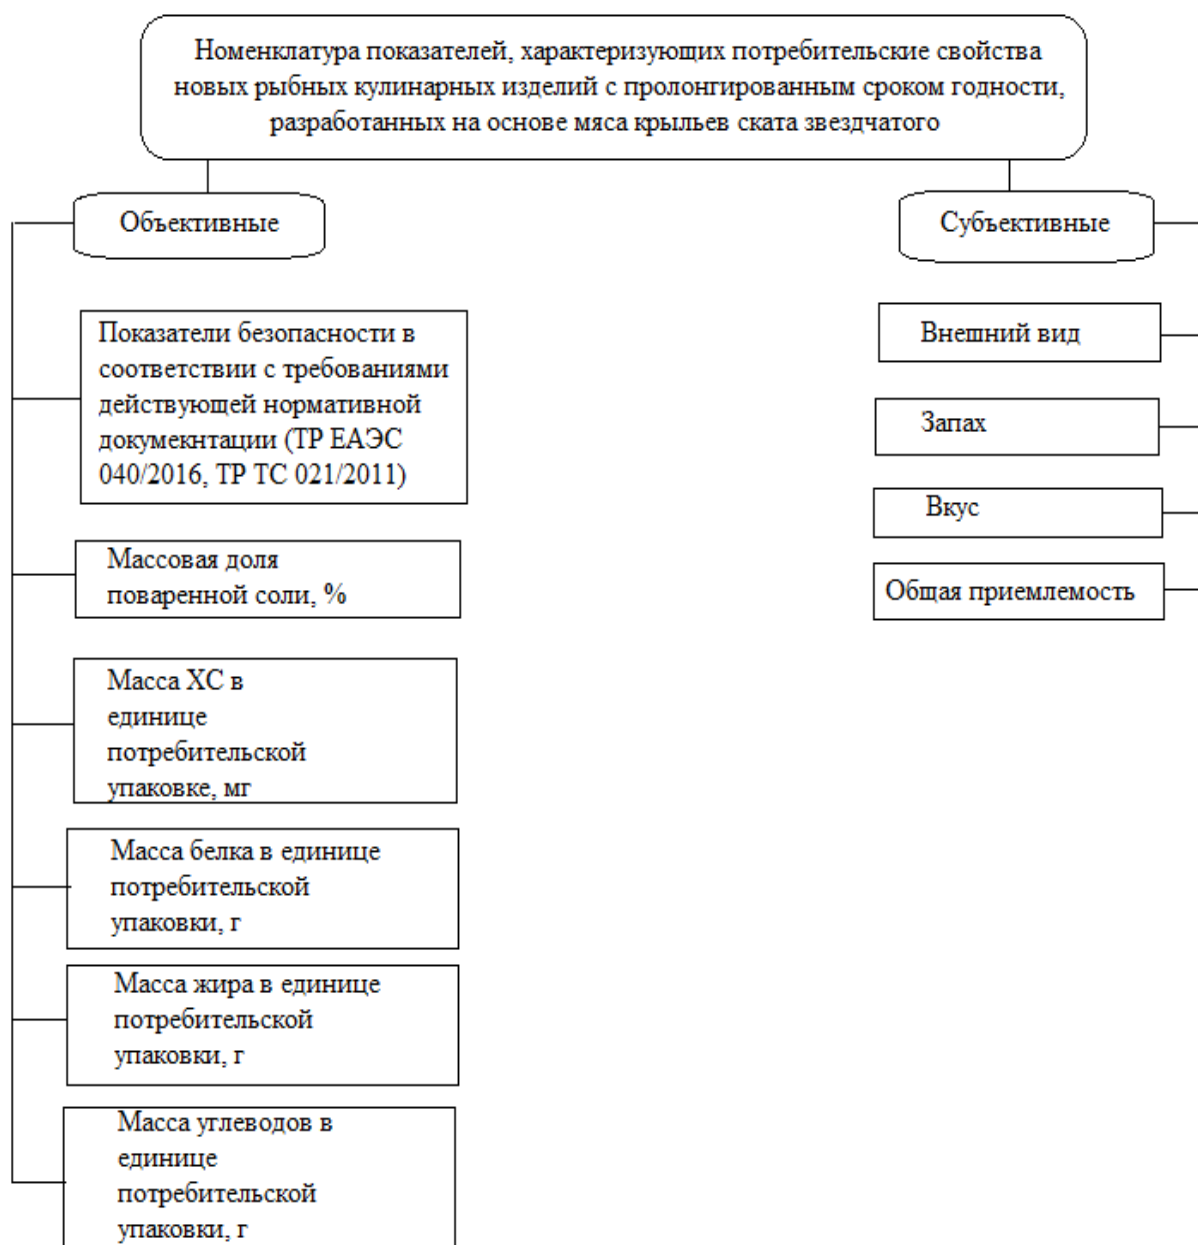 Номенклатура показателей, характеризующих потребительские свойства
новых рыбных кулинарных изделий с пролонгированным сроком годности,
разработанных на основе мяса крыльев ската звездчатого
Объективные
Показатели безопасности в
соответствии с требованиями
действующей нормативной
докумекнтации (ТР ЕАЭС
040/2016, ТР ТС 021/2011)
Массовая доля
поваренной соли, %
Масса ХС в
единице
потребительской
упаковке, мг
Масса белка в единице
потребительской
упаковки, г
Масса жира в единице
потребительской
упаковки, г
Масса углеводов в
единице
потребительской
упаковки, г
Субъективные
Внешний вид
Запах
Вкус
Общая приемлемость